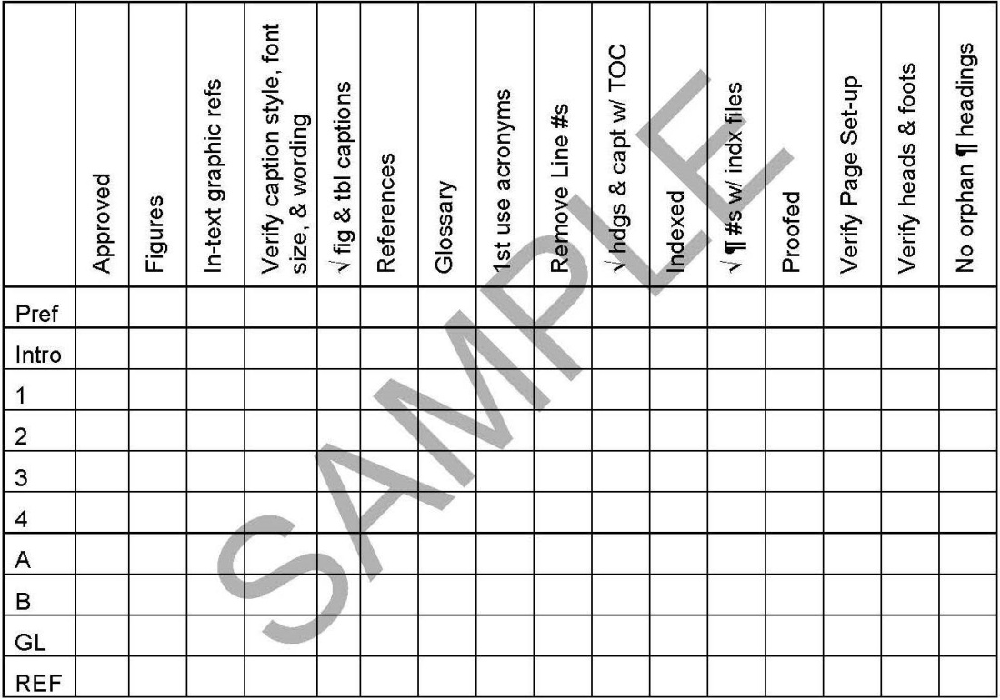 Approved
Figures
In-text graphic refs
Verify caption style, font
size, & wording
√ fig & tbl captions
References
Glossary
1st use acronyms
Remove Line #s
√ hdgs & capt w/ TOC
Indexed
√ ¶ #s w/ indx files
Proofed
Verify Page Set-up
Verify heads & foots
No orphan ¶ headings
Pref
Intro
1
2
3
4
A
B
GL
REF
SAMPLE